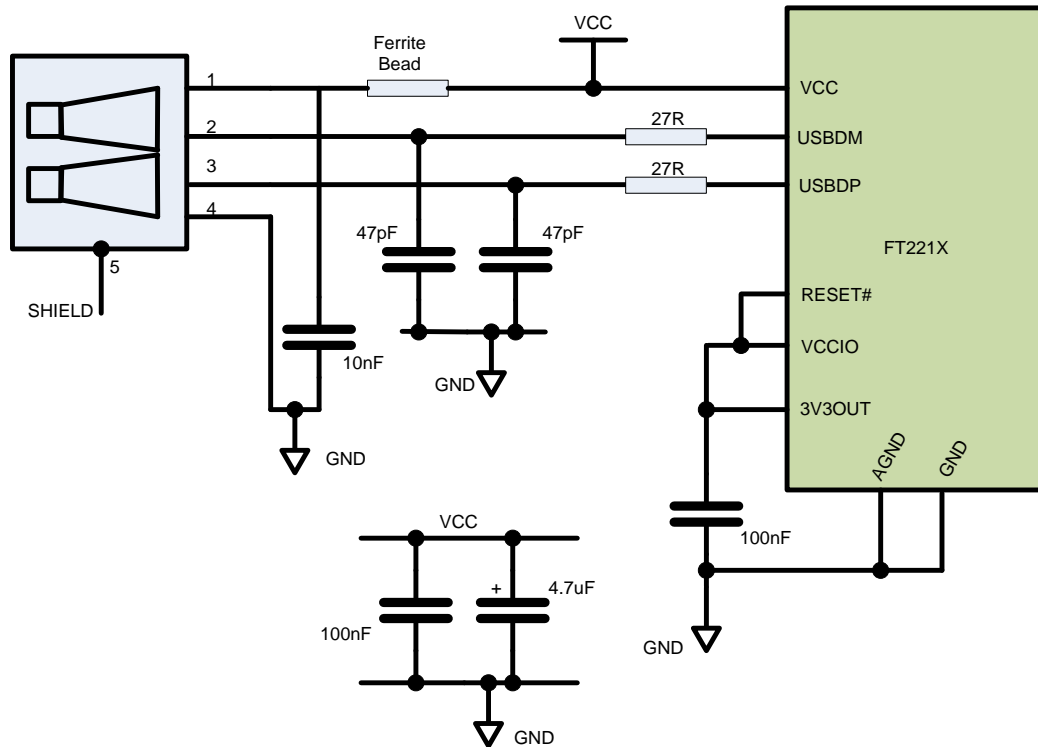 VCC
Ferrite
Bead
1
VCC
27R
2
USBDM
27R
3
USBDP
4
47pF
47pF
FT221X
5
SHIELD
RESET#
VCCIO
10nF
GND
3V3OUT
GND
AGND
GND
VCC
100nF
+
4.7uF
100nF
GND
GND